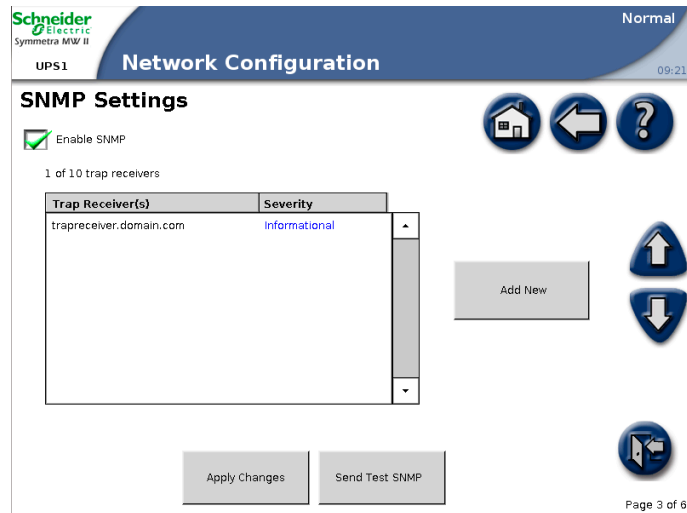 Schneider
Electric
Symmetra MW II
UPS1
Network Configuration
Normal
09:21
SNMP Settings
Enable SNMP
1 of 10 trap receivers
Trap Receiver(s) Severity
trapreceiver.domain.com Informational
Add New
Apply Changes
Send Test SNMP
Page 3 of 6
?